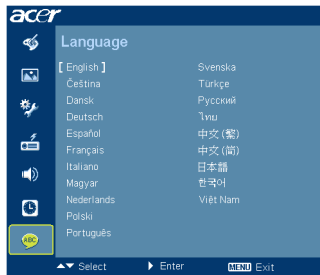 acer
Language
[ English ]
Čeština
Dansk
Deutsch
Español
Français
Italiano
Magyar
Nederlands
Polski
Português
Svenska
Türkçe
Русский
ไทย
中文 (繁)
中文 (简)
日本語
한국어
Việt Nam
ABC
▲▼ Select ▶ Enter MENU Exit